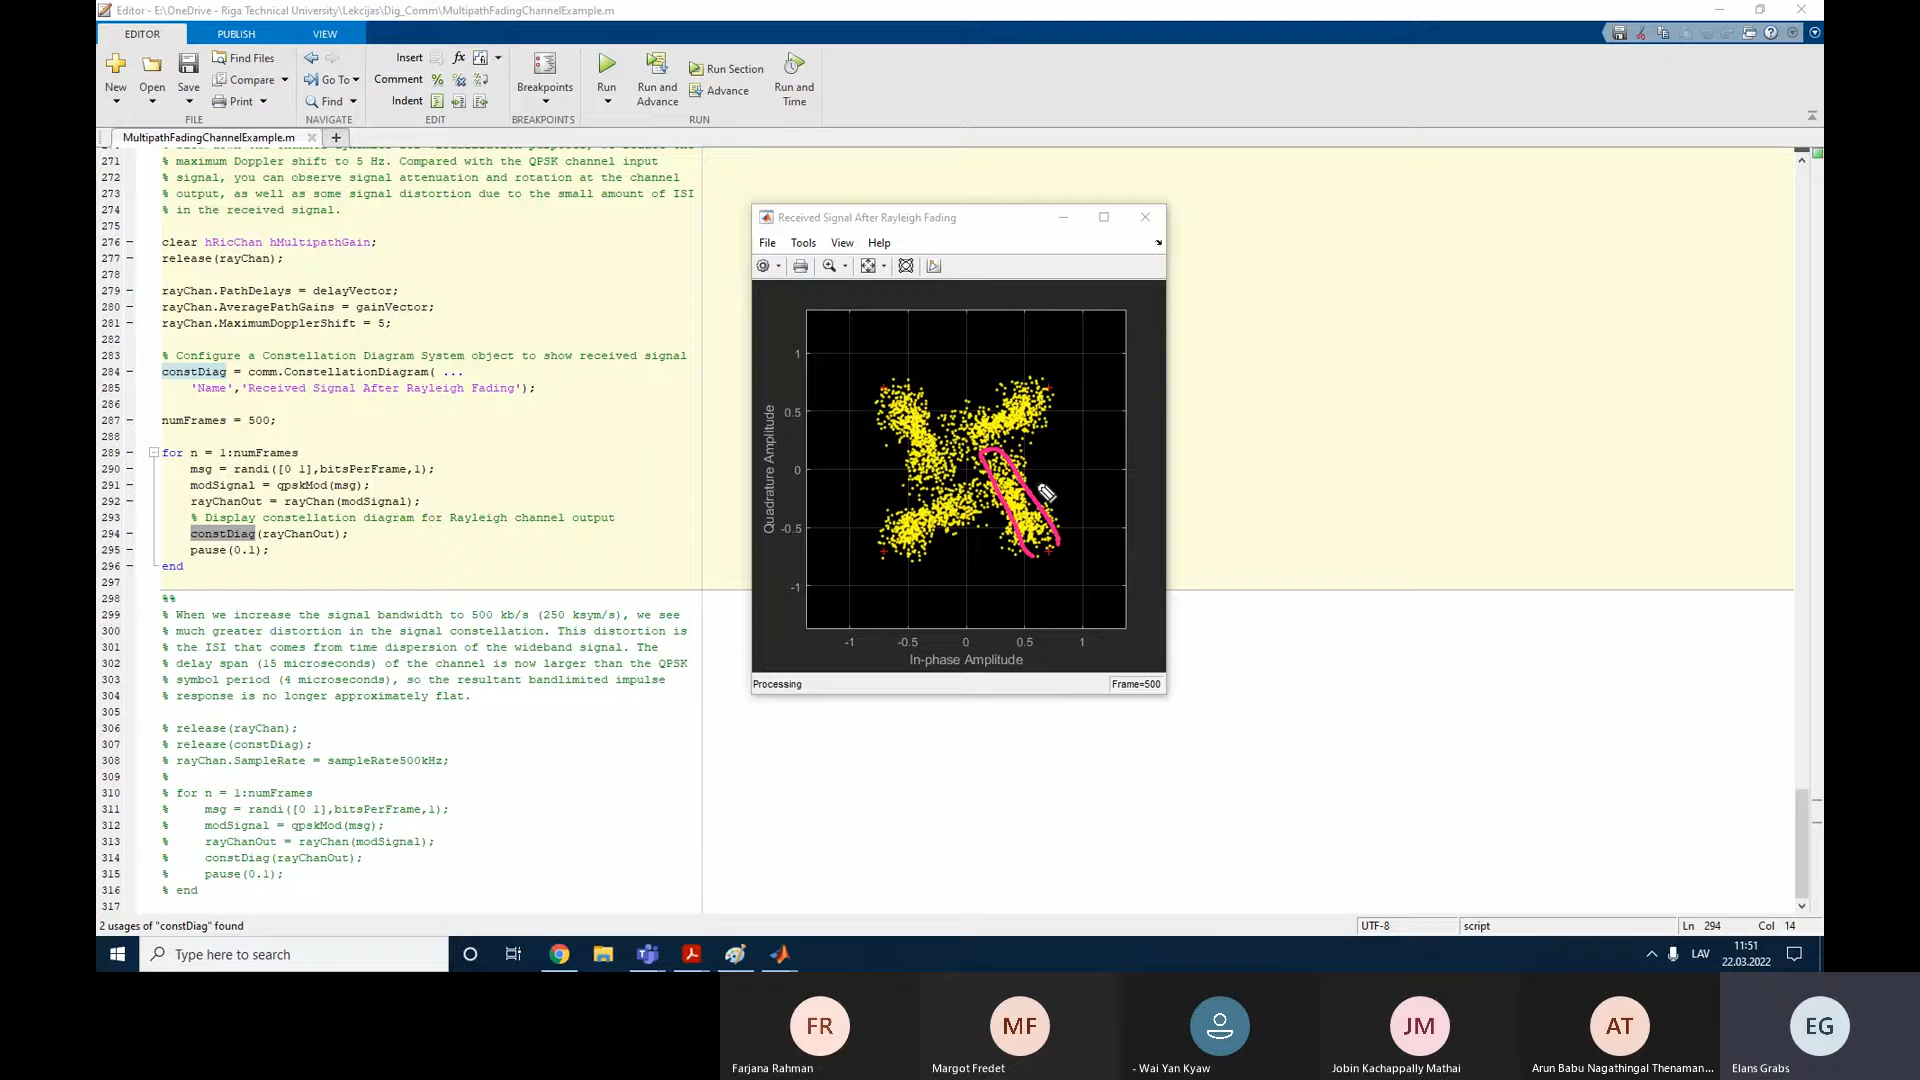 Editor - E:\OneDrive - Riga Technical University\Lekcijas\Dig_Comm\MultipathFadingChannelExample.m
EDITOR PUBLISH VIEW
New Open Save Find Files Compare Print
Go To Find
Insert Comment Indent
Breakpoints Run Run and Advance Run Section Advance Run and Time
FILE NAVIGATE EDIT BREAKPOINTS RUN
MultipathFadingChannelExample.m
271 % maximum Doppler shift to 5 Hz. Compared with the QPSK channel input
272 % signal, you can observe signal attenuation and rotation at the channel
273 % output, as well as some signal distortion due to the small amount of ISI
274 % in the received signal.
275
276 clear hRicChan hMultipathGain;
277 release(rayChan);
278
279 rayChan.PathDelays = delayVector;
280 rayChan.AveragePathGains = gainVector;
281 rayChan.MaximumDopplerShift = 5;
282
283 % Configure a Constellation Diagram System object to show received signal
284 constDiag = comm.ConstellationDiagram( ...
285 'Name','Received Signal After Rayleigh Fading');
286
287 numFrames = 500;
288
289 for n = 1:numFrames
290 msg = randi([0 1],bitsPerFrame,1);
291 modSignal = qpskMod(msg);
292 rayChanOut = rayChan(modSignal);
293 % Display constellation diagram for Rayleigh channel output
294 constDiag(rayChanOut);
295 pause(0.1);
296 end
297
298 %%
299 % When we increase the signal bandwidth to 500 kb/s (250 ksym/s), we see
300 % much greater distortion in the signal constellation. This distortion is
301 % the ISI that comes from time dispersion of the wideband signal. The
302 % delay span (15 microseconds) of the channel is now larger than the QPSK
303 % symbol period (4 microseconds), so the resultant bandlimited impulse
304 % response is no longer approximately flat.
305
306 % release(rayChan);
307 % release(constDiag);
308 % rayChan.SampleRate = sampleRate500kHz;
309 %
310 % for n = 1:numFrames
311 % msg = randi([0 1],bitsPerFrame,1);
312 % modSignal = qpskMod(msg);
313 % rayChanOut = rayChan(modSignal);
314 % constDiag(rayChanOut);
315 % pause(0.1);
316 % end
317
Received Signal After Rayleigh Fading
File Tools View Help
1
0.5
0
-0.5
-1
Quadrature Amplitude
-1 -0.5 0 0.5 1
In-phase Amplitude
Processing Frame=500
2 usages of "constDiag" found UTF-8 script Ln 294 Col 14
Type here to search LAV 11:51
22.03.2022
FR MF JM AT EG
Farjana Rahman Margot Fredet - Wai Yan Kyaw Jobin Kachappally Mathai Arun Babu Nagathingal Thenaman... Elans Grabs